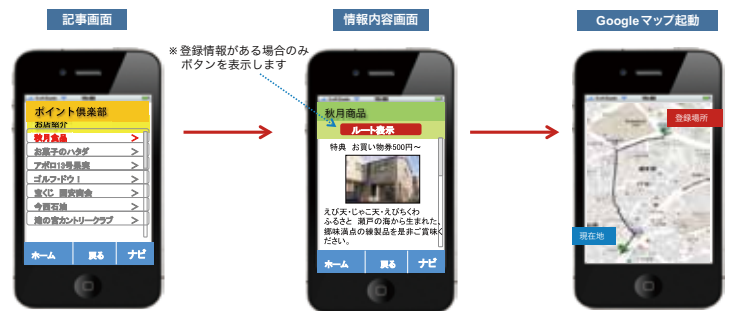 記事画面
情報内容画面
Googleマップ起動
※登録情報がある場合のみ
ボタンを表示します
ポイント倶楽部
お店紹介
秋月食品
>
お菓子のハタダ
>
アポロ13号果実
>
ゴルフ・ドウ！
>
宝くじ 国安商会
>
今西石油
>
滝の宮カントリークラブ
>
ホーム
戻る
ナビ
秋月商品
ルート表示
特典 お買い物券500円〜
えび天・じゃこ天・えびちくわ
ふるさと 瀬戸の海から生まれた、
郷味満点の練製品を是非ご賞味く
ださい。
ホーム
戻る
ナビ
登録場所
現在地